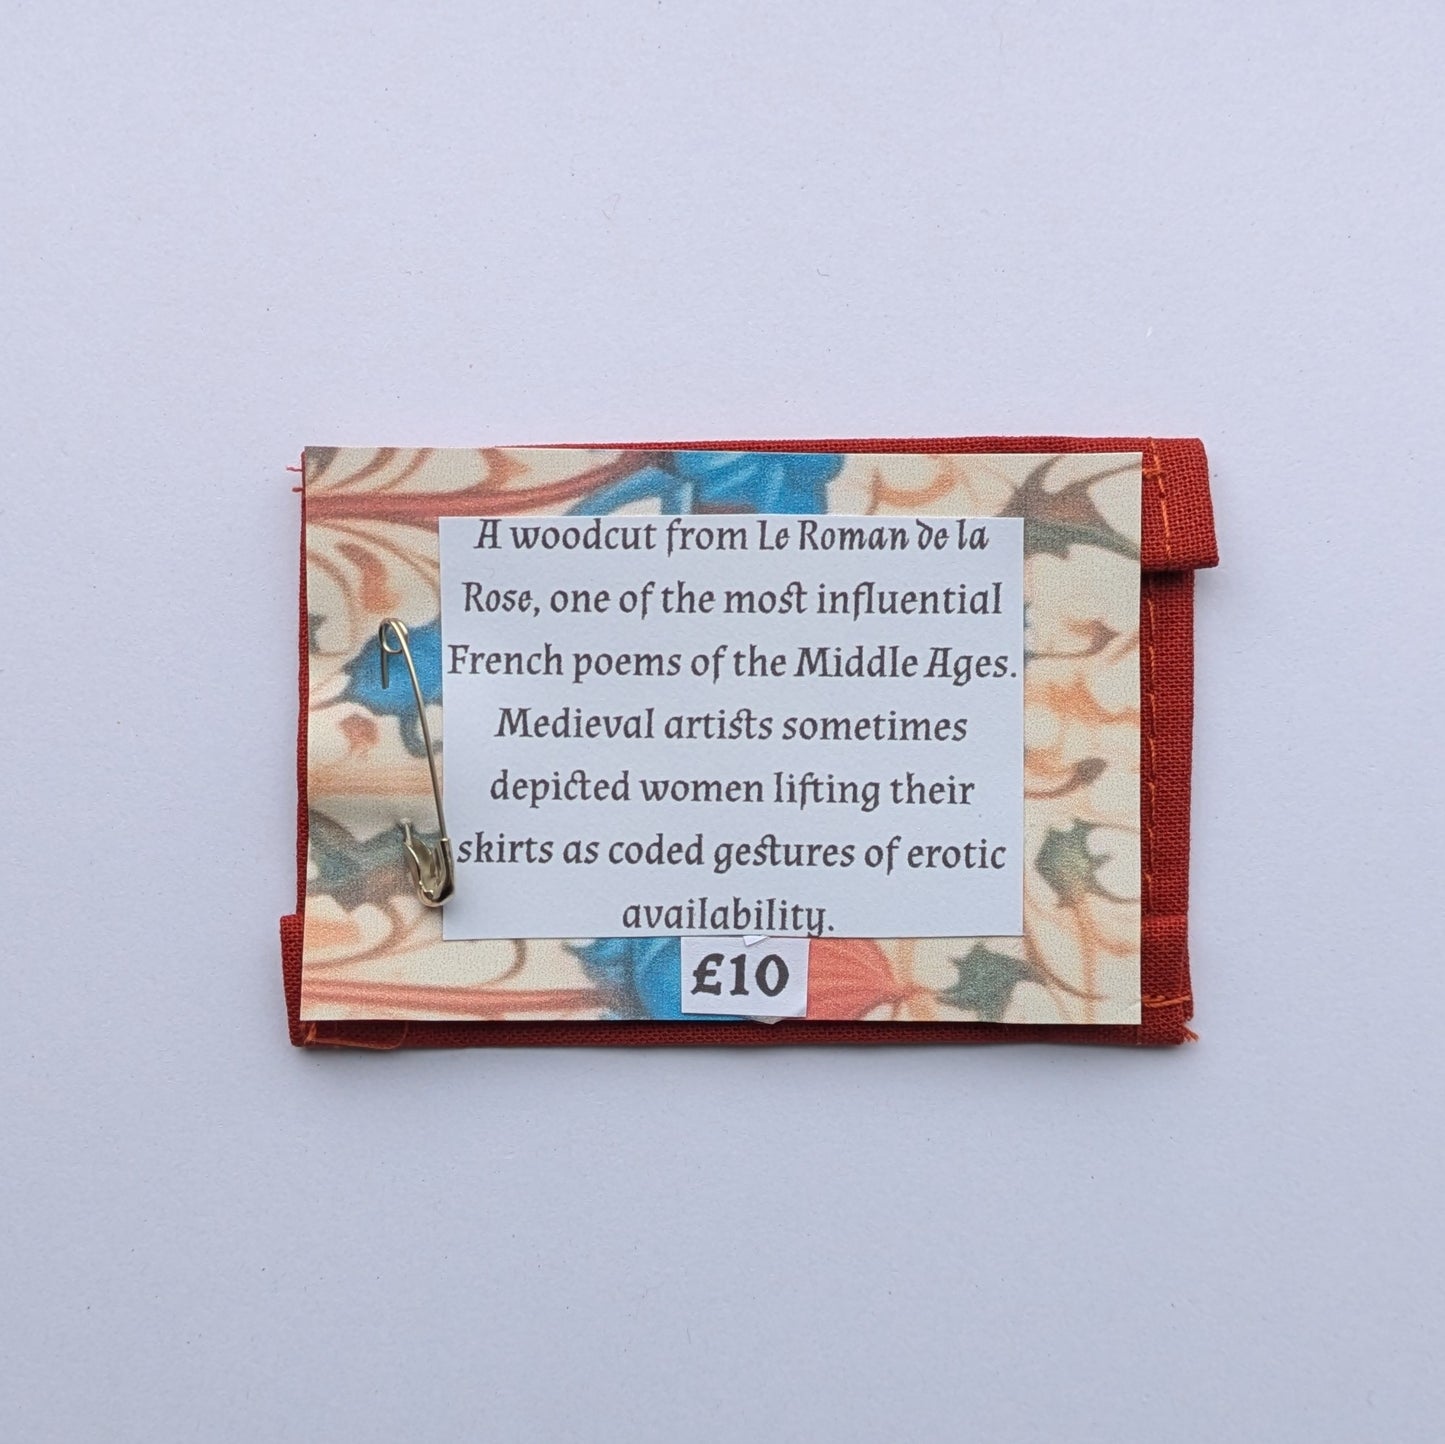 A woodcut from Le Roman de la
Rose, one of the most influential
French poems of the Middle Ages.
Medieval artists sometimes
depicted women lifting their
skirts as coded gestures of erotic
availability.
£10